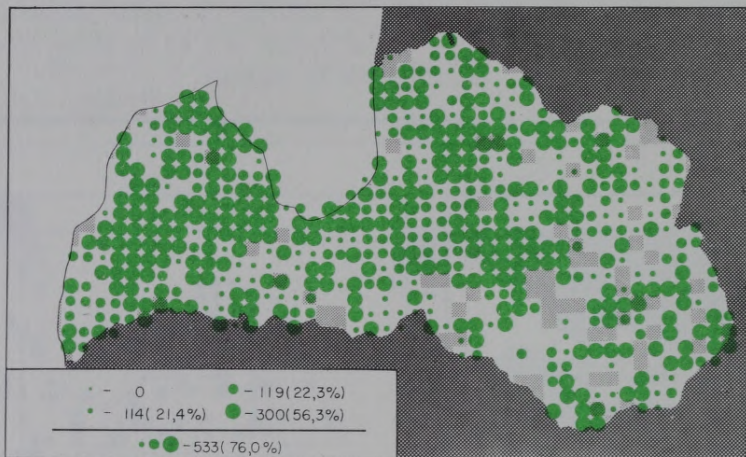 - 0 - 119(22,3%)
- 114(21,4%) - 300(56,3%)
- 533(76,0%)